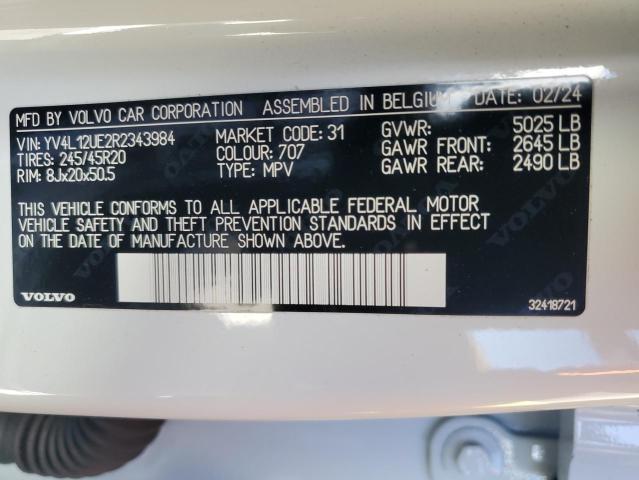 MFD BY VOLVO CAR CORPORATION ASSEMBLED IN BELGIUM DATE: 02/24
VIN: YV4L12UE2R2343984 MARKET CODE: 31 GVWR: 5025 LB
TIRES: 245/45R20 COLOUR: 707 GAWR FRONT: 2645 LB
RIM: 8Jx20x50.5 TYPE: MPV GAWR REAR: 2490 LB
THIS VEHICLE CONFORMS TO ALL APPLICABLE FEDERAL MOTOR
VEHICLE SAFETY AND THEFT PREVENTION STANDARDS IN EFFECT
ON THE DATE OF MANUFACTURE SHOWN ABOVE.
VOLVO 32418721